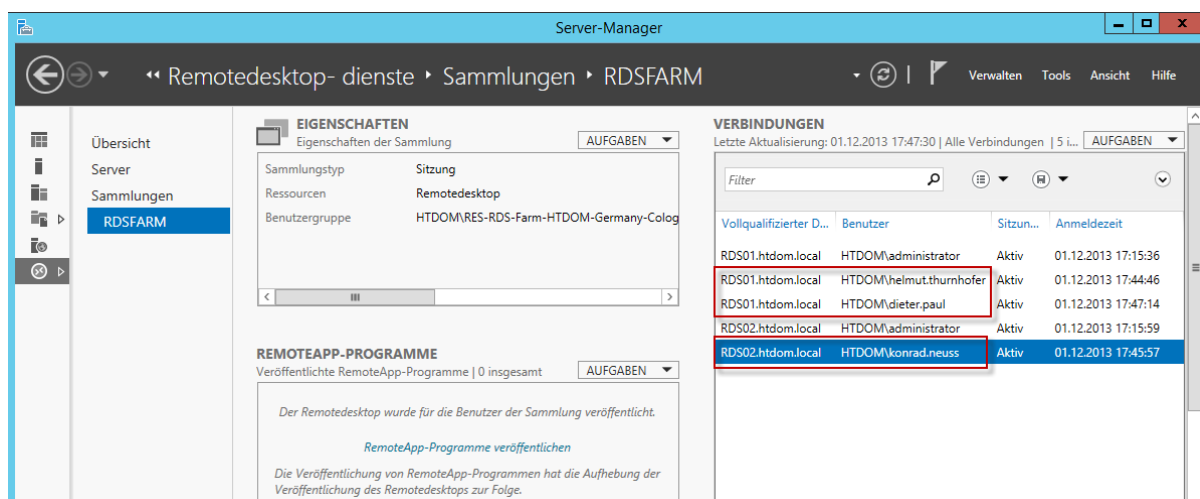 Server-Manager
Remotedesktop- dienste Sammlungen RDSFARM
Verwalten Tools Ansicht Hilfe
Übersicht
Server
Sammlungen
RDSFARM
EIGENSCHAFTEN
Eigenschaften der Sammlung
AUFGABEN
Sammlungstyp Sitzung
Ressourcen Remotedesktop
Benutzergruppe HTDOM\RES-RDS-Farm-HTDOM-Germany-Colog
REMOTEAPP-PROGRAMME
Veröffentlichte RemoteApp-Programme | 0 insgesamt
AUFGABEN
Der Remotedesktop wurde für die Benutzer der Sammlung veröffentlicht.
RemoteApp-Programme veröffentlichen
Die Veröffentlichung von RemoteApp-Programmen hat die Aufhebung der
Veröffentlichung des Remotedesktops zur Folge.
VERBINDUNGEN
Letzte Aktualisierung: 01.12.2013 17:47:30 | Alle Verbindungen | 5 i...
AUFGABEN
Filter
Vollqualifizierter D... Benutzer Sitzun... Anmeldezeit
RDS01.htdom.local HTDOM\administrator Aktiv 01.12.2013 17:15:36
RDS01.htdom.local HTDOM\helmut.thurnhofer Aktiv 01.12.2013 17:44:46
RDS01.htdom.local HTDOM\dieter.paul Aktiv 01.12.2013 17:47:14
RDS02.htdom.local HTDOM\administrator Aktiv 01.12.2013 17:15:59
RDS02.htdom.local HTDOM\konrad.neuss Aktiv 01.12.2013 17:45:57